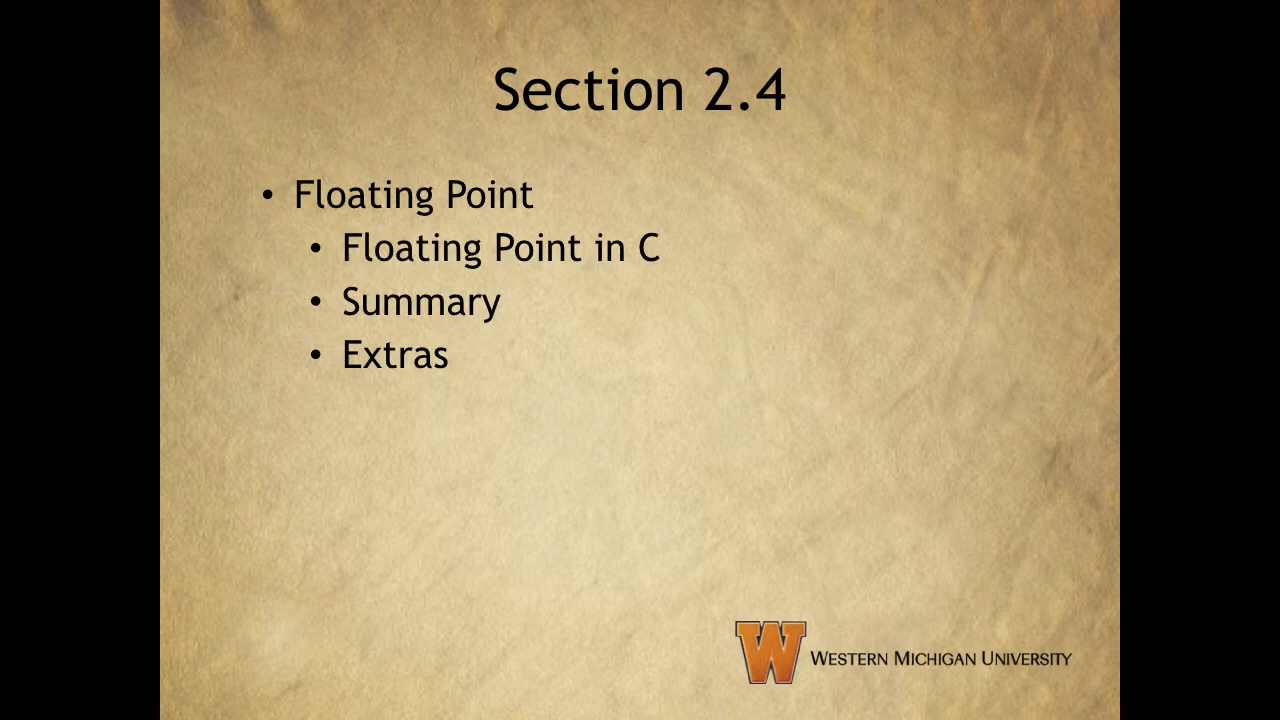 Section 2.4
• Floating Point
• Floating Point in C
• Summary
• Extras
W WESTERN MICHIGAN UNIVERSITY